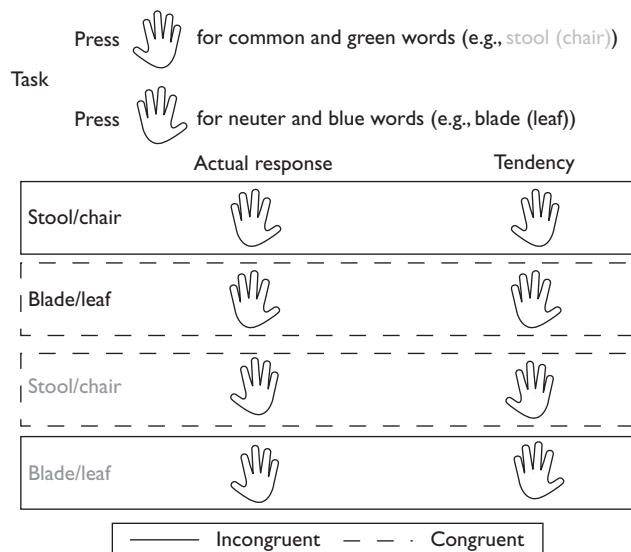 Press for common and green words (e.g., stool (chair))
Task
Press for neuter and blue words (e.g., blade (leaf))
Actual response Tendency
Stool/chair
Blade/leaf
Stool/chair
Blade/leaf
Incongruent Congruent